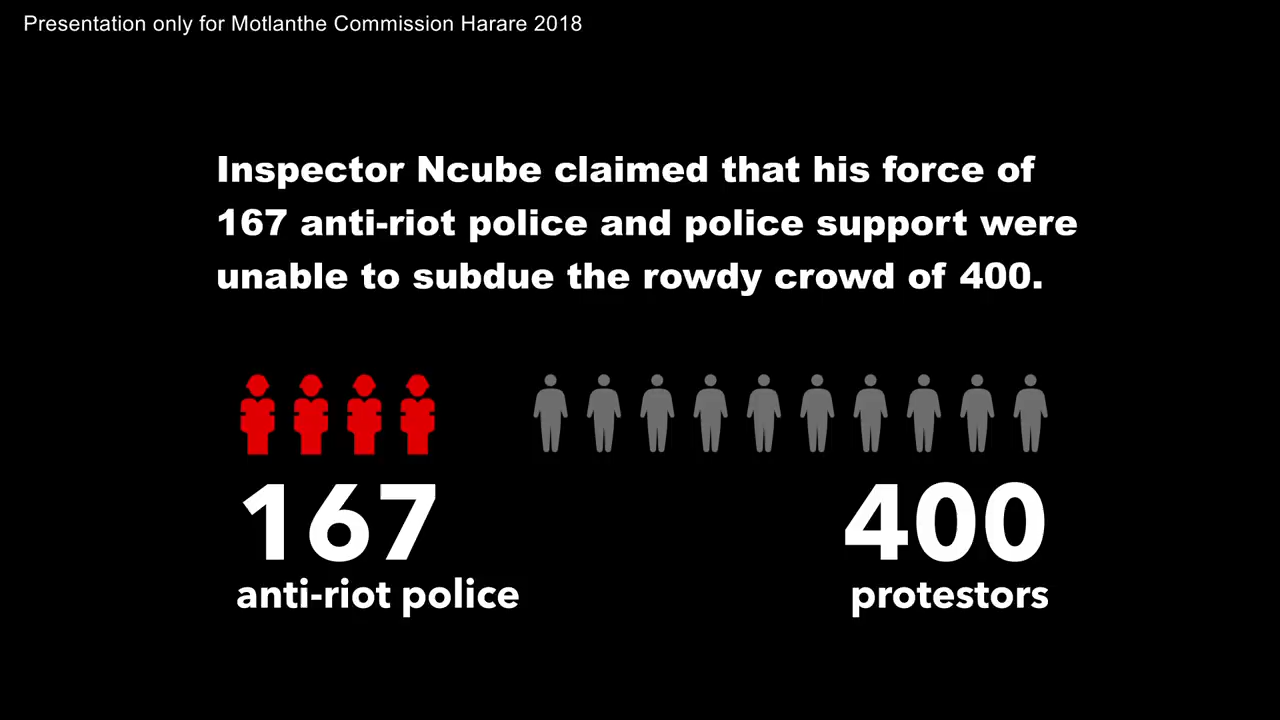 Presentation only for Motlanthe Commission Harare 2018
Inspector Ncube claimed that his force of
167 anti-riot police and police support were
unable to subdue the rowdy crowd of 400.
167
anti-riot police
400
protestors